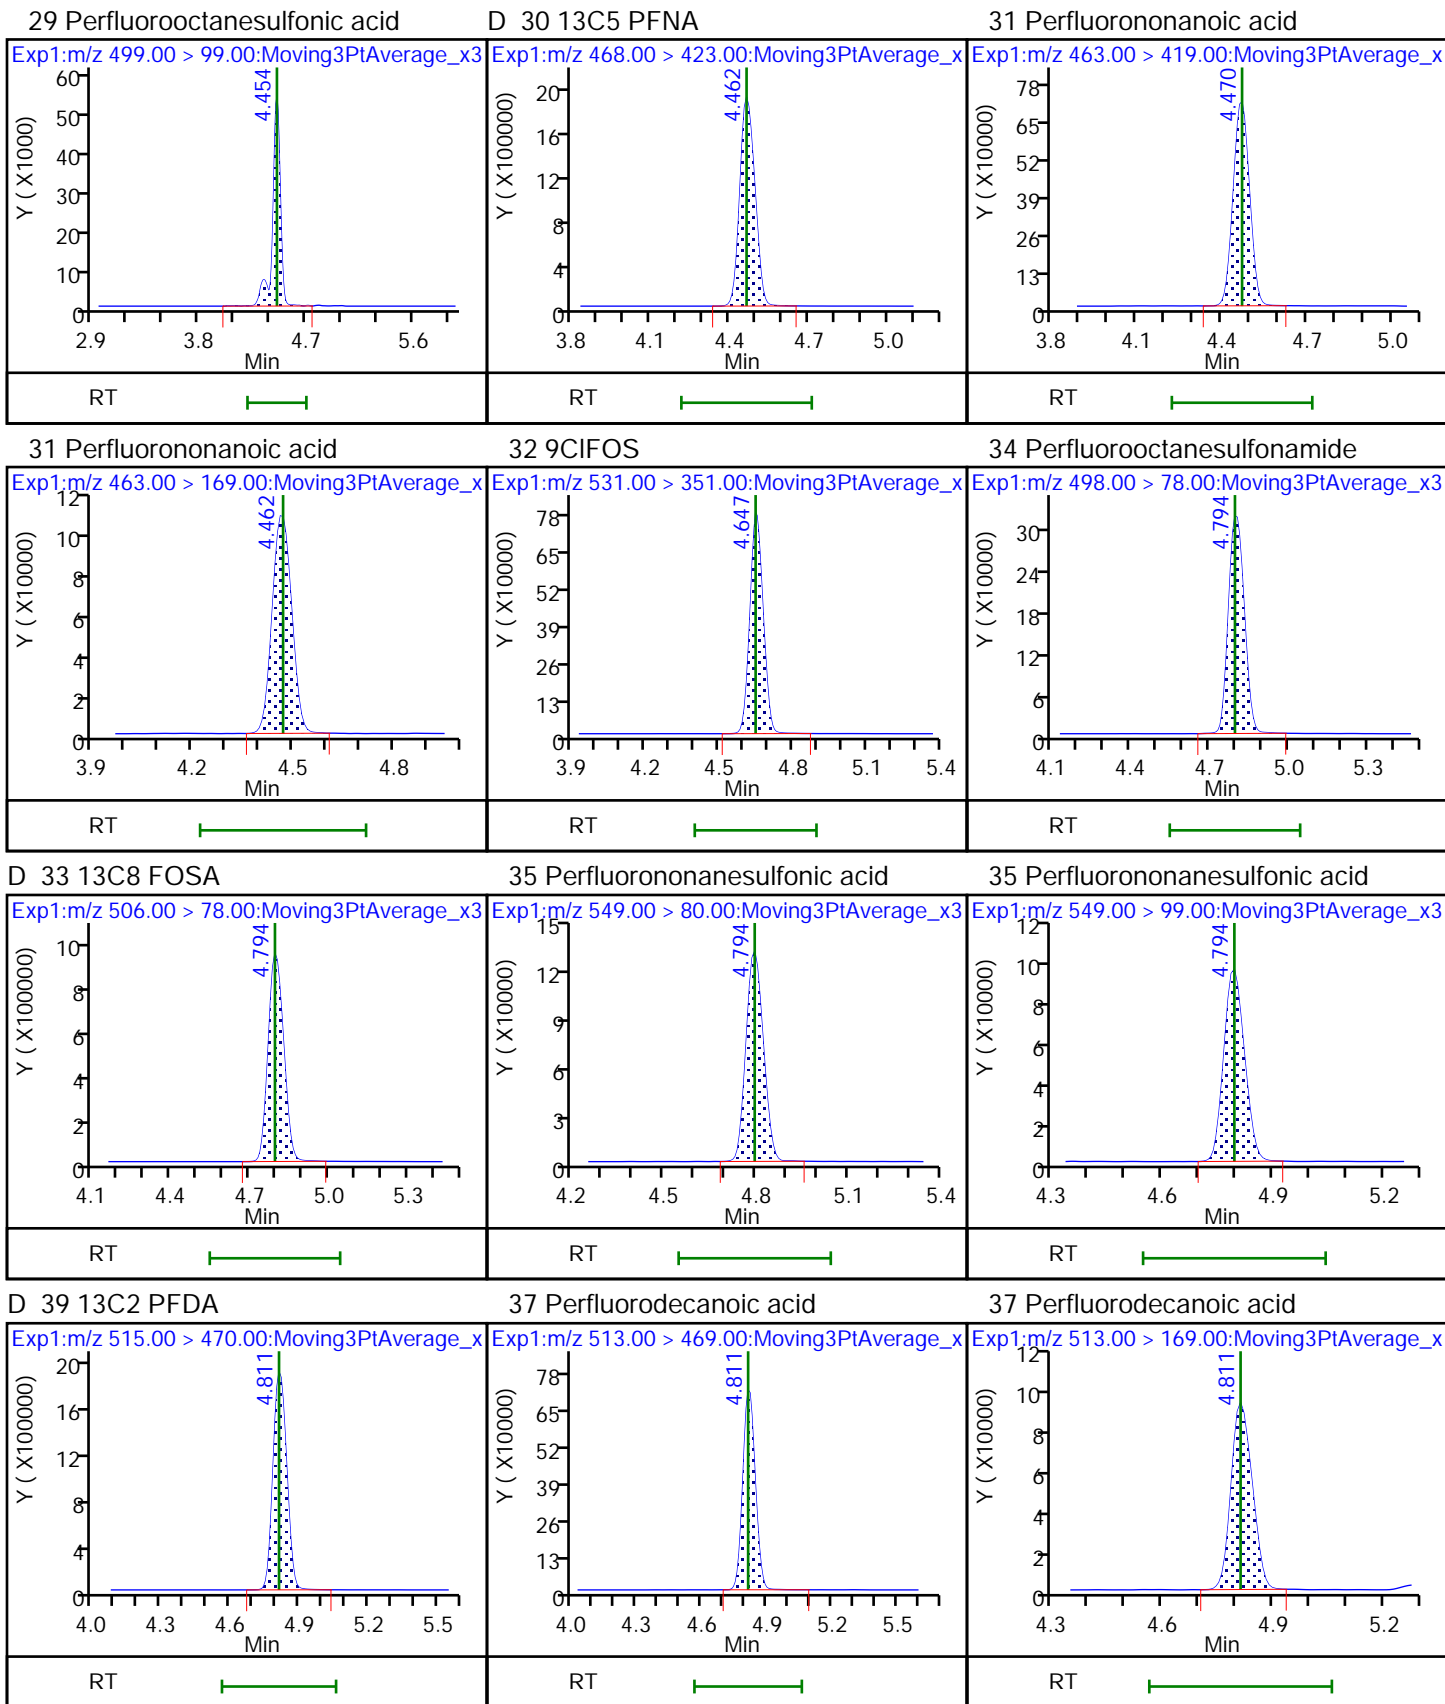 29 Perfluorooctanesulfonic acid
Exp1:m/z 499.00 > 99.00:Moving3PtAverage_x3
4.454
Y ( X1000)
60
50
40
30
20
10
0
2.9 3.8 4.7 5.6
Min
RT
D 30 13C5 PFNA
Exp1:m/z 468.00 > 423.00:Moving3PtAverage_x
4.462
Y ( X100000)
20
16
12
8
4
0
3.8 4.1 4.4 4.7 5.0
Min
RT
31 Perfluorononanoic acid
Exp1:m/z 463.00 > 419.00:Moving3PtAverage_x
4.470
Y ( X10000)
78
65
52
39
26
13
0
3.8 4.1 4.4 4.7 5.0
Min
RT
31 Perfluorononanoic acid
Exp1:m/z 463.00 > 169.00:Moving3PtAverage_x
4.462
Y ( X10000)
12
10
8
6
4
2
0
3.9 4.2 4.5 4.8
Min
RT
32 9ClFOS
Exp1:m/z 531.00 > 351.00:Moving3PtAverage_x
4.647
Y ( X10000)
78
65
52
39
26
13
0
3.9 4.2 4.5 4.8 5.1 5.4
Min
RT
34 Perfluorooctanesulfonamide
Exp1:m/z 498.00 > 78.00:Moving3PtAverage_x3
4.794
Y ( X10000)
30
24
18
12
6
0
4.1 4.4 4.7 5.0 5.3
Min
RT
D 33 13C8 FOSA
Exp1:m/z 506.00 > 78.00:Moving3PtAverage_x3
4.794
Y ( X100000)
10
8
6
4
2
0
4.1 4.4 4.7 5.0 5.3
Min
RT
35 Perfluorononanesulfonic acid
Exp1:m/z 549.00 > 80.00:Moving3PtAverage_x3
4.794
Y ( X10000)
15
12
9
6
3
0
4.2 4.5 4.8 5.1 5.4
Min
RT
35 Perfluorononanesulfonic acid
Exp1:m/z 549.00 > 99.00:Moving3PtAverage_x3
4.794
Y ( X10000)
12
10
8
6
4
2
0
4.3 4.6 4.9 5.2
Min
RT
D 39 13C2 PFDA
Exp1:m/z 515.00 > 470.00:Moving3PtAverage_x
4.811
Y ( X100000)
20
16
12
8
4
0
4.0 4.3 4.6 4.9 5.2 5.5
Min
RT
37 Perfluorodecanoic acid
Exp1:m/z 513.00 > 469.00:Moving3PtAverage_x
4.811
Y ( X10000)
78
65
52
39
26
13
0
4.0 4.3 4.6 4.9 5.2 5.5
Min
RT
37 Perfluorodecanoic acid
Exp1:m/z 513.00 > 169.00:Moving3PtAverage_x
4.811
Y ( X10000)
12
10
8
6
4
2
0
4.3 4.6 4.9 5.2
Min
RT